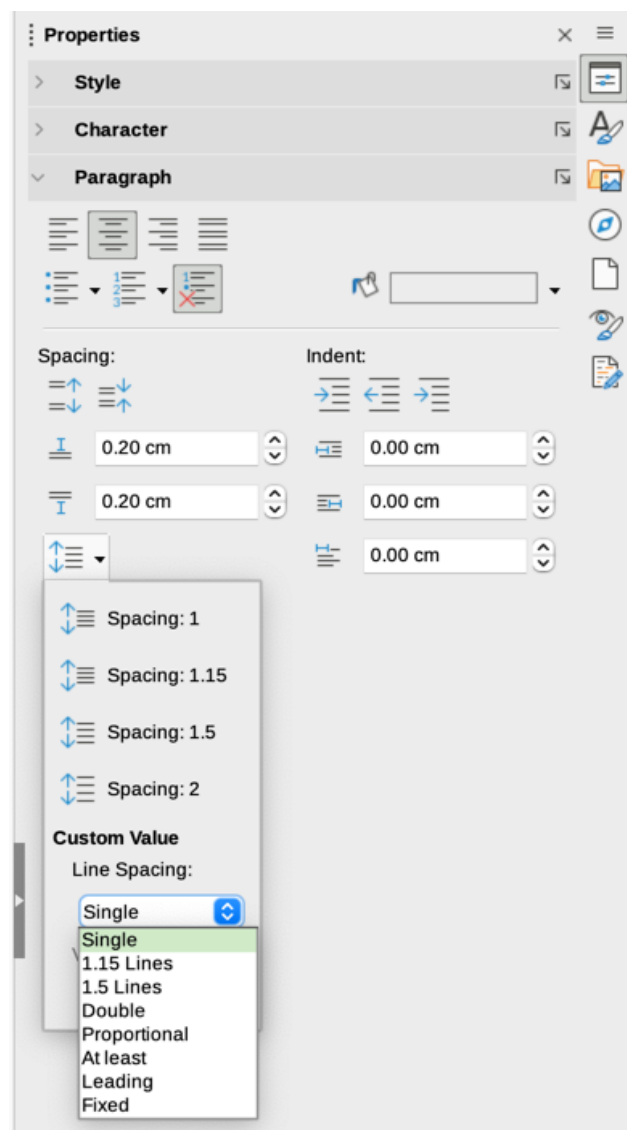 Properties
Style
Character
Paragraph
Spacing: Indent:
0.20 cm 0.00 cm
0.20 cm 0.00 cm
0.00 cm
Spacing: 1
Spacing: 1.15
Spacing: 1.5
Spacing: 2
Custom Value
Line Spacing:
Single
Single
1.15 Lines
1.5 Lines
Double
Proportional
At least
Leading
Fixed